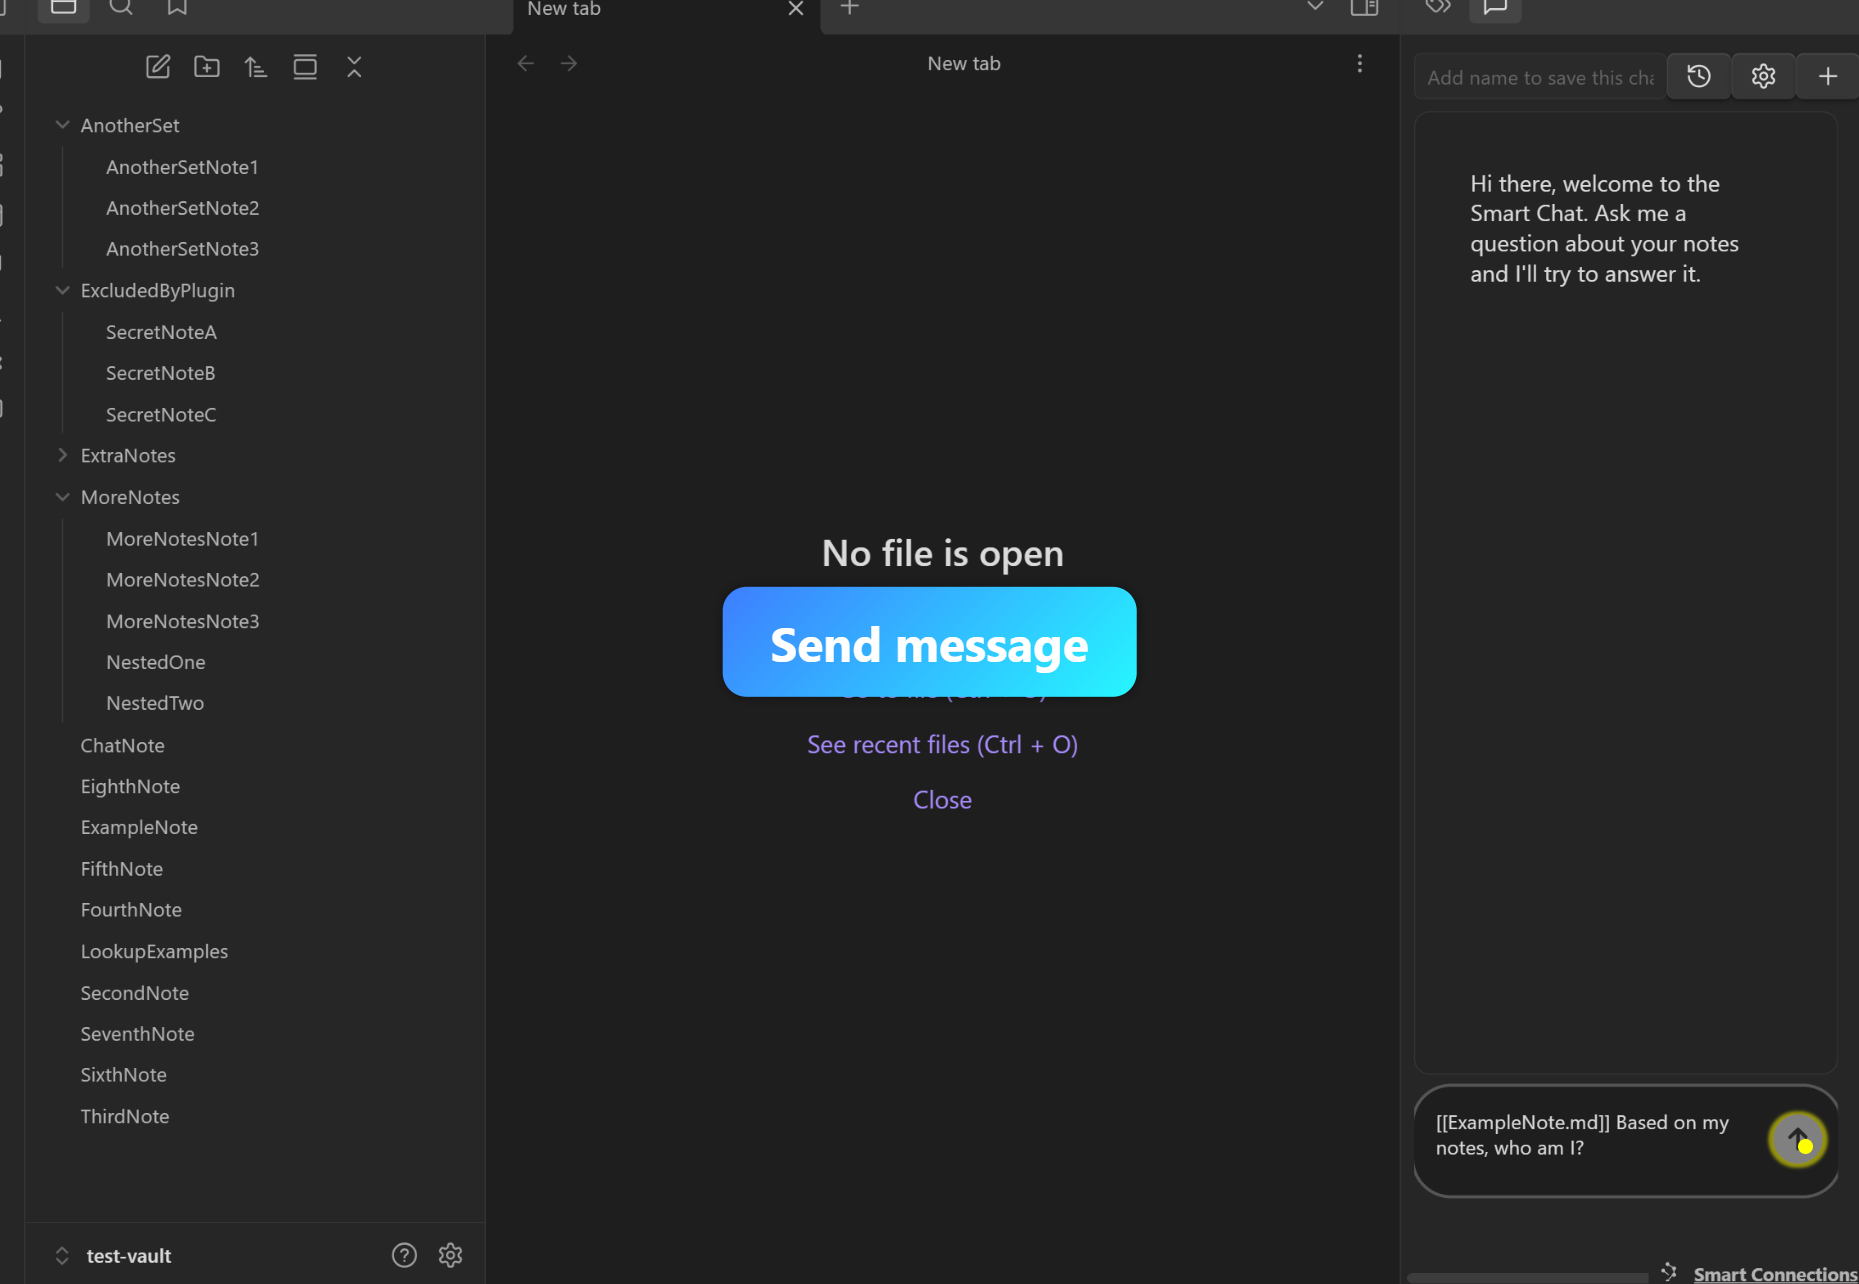 New tab
New tab
Add name to save this cha
AnotherSet
AnotherSetNote1
AnotherSetNote2
AnotherSetNote3
ExcludedByPlugin
SecretNoteA
SecretNoteB
SecretNoteC
ExtraNotes
MoreNotes
MoreNotesNote1
MoreNotesNote2
MoreNotesNote3
NestedOne
NestedTwo
ChatNote
EighthNote
ExampleNote
FifthNote
FourthNote
LookupExamples
SecondNote
SeventhNote
SixthNote
ThirdNote
test-vault
No file is open
Send message
See recent files (Ctrl + O)
Close
Hi there, welcome to the
Smart Chat. Ask me a
question about your notes
and I'll try to answer it.
[[ExampleNote.md]] Based on my
notes, who am I?
Smart Connections